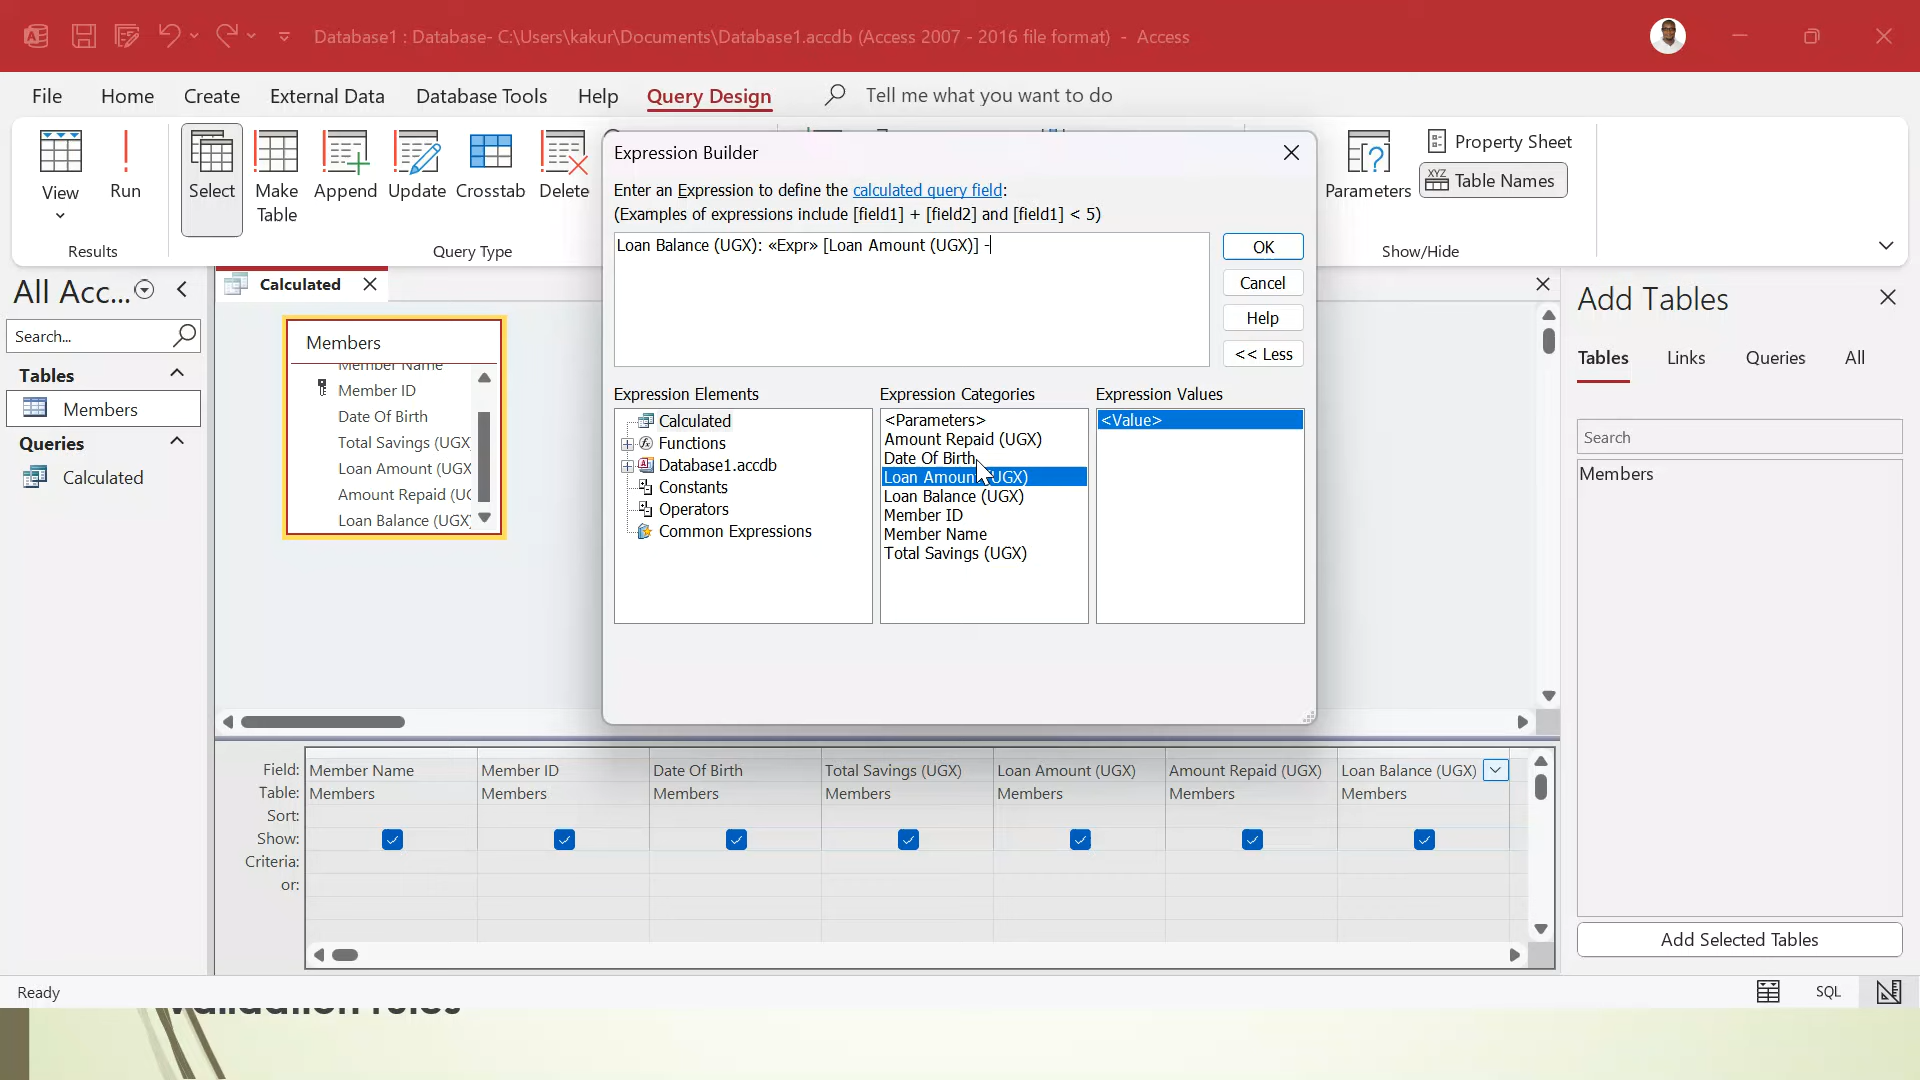 Database1 : Database- C:\Users\kakur\Documents\Database1.accdb (Access 2007 - 2016 file format) - Access
File Home Create External Data Database Tools Help Query Design Tell me what you want to do
View Run Select Make Table Append Update Crosstab Delete
Results Query Type
Parameters Property Sheet
XYZ Table Names
Show/Hide
Expression Builder
Enter an Expression to define the calculated query field:
(Examples of expressions include [field1] + [field2] and [field1] < 5)
Loan Balance (UGX): «Expr» [Loan Amount (UGX)] -
OK
Cancel
Help
<< Less
Expression Elements
Calculated
Functions
Database1.accdb
Constants
Operators
Common Expressions
Expression Categories
<Parameters>
Amount Repaid (UGX)
Date Of Birth
Loan Amount (UGX)
Loan Balance (UGX)
Member ID
Member Name
Total Savings (UGX)
Expression Values
<Value>
All Acc...
Search...
Tables
Members
Queries
Calculated
Calculated
Members
Member Name
Member ID
Date Of Birth
Total Savings (UGX
Loan Amount (UGX
Amount Repaid (UG
Loan Balance (UGX)
Add Tables
Tables Links Queries All
Search
Members
Add Selected Tables
Field: Member Name Member ID Date Of Birth Total Savings (UGX) Loan Amount (UGX) Amount Repaid (UGX) Loan Balance (UGX)
Table: Members Members Members Members Members Members Members
Sort:
Show:
Criteria:
or:
Ready SQL
Validation rules